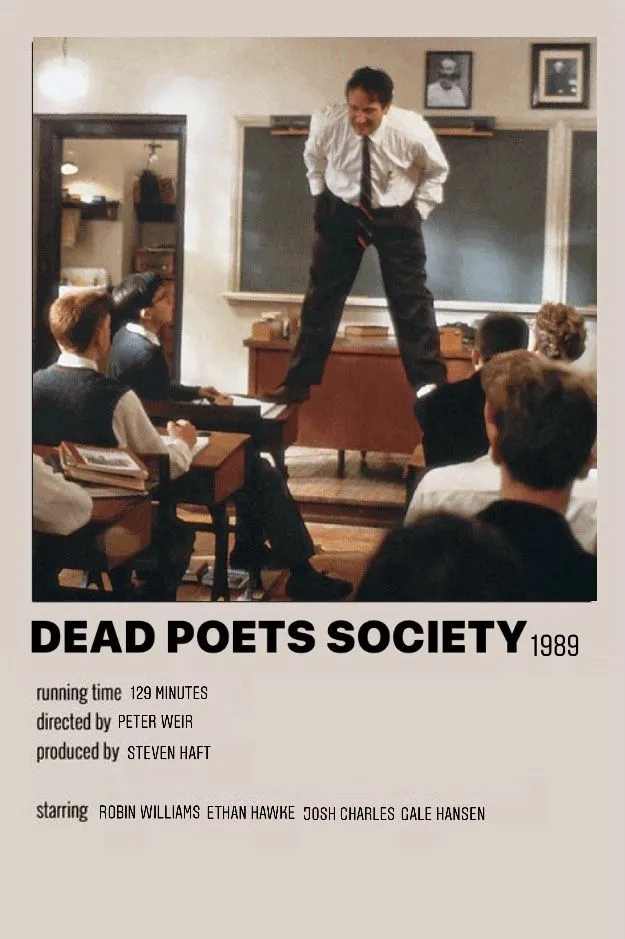 DEAD POETS SOCIETY 1989
running time 129 MINUTES
directed by PETER WEIR
produced by STEVEN HAFT
starring ROBIN WILLIAMS ETHAN HAWKE JOSH CHARLES GALE HANSEN